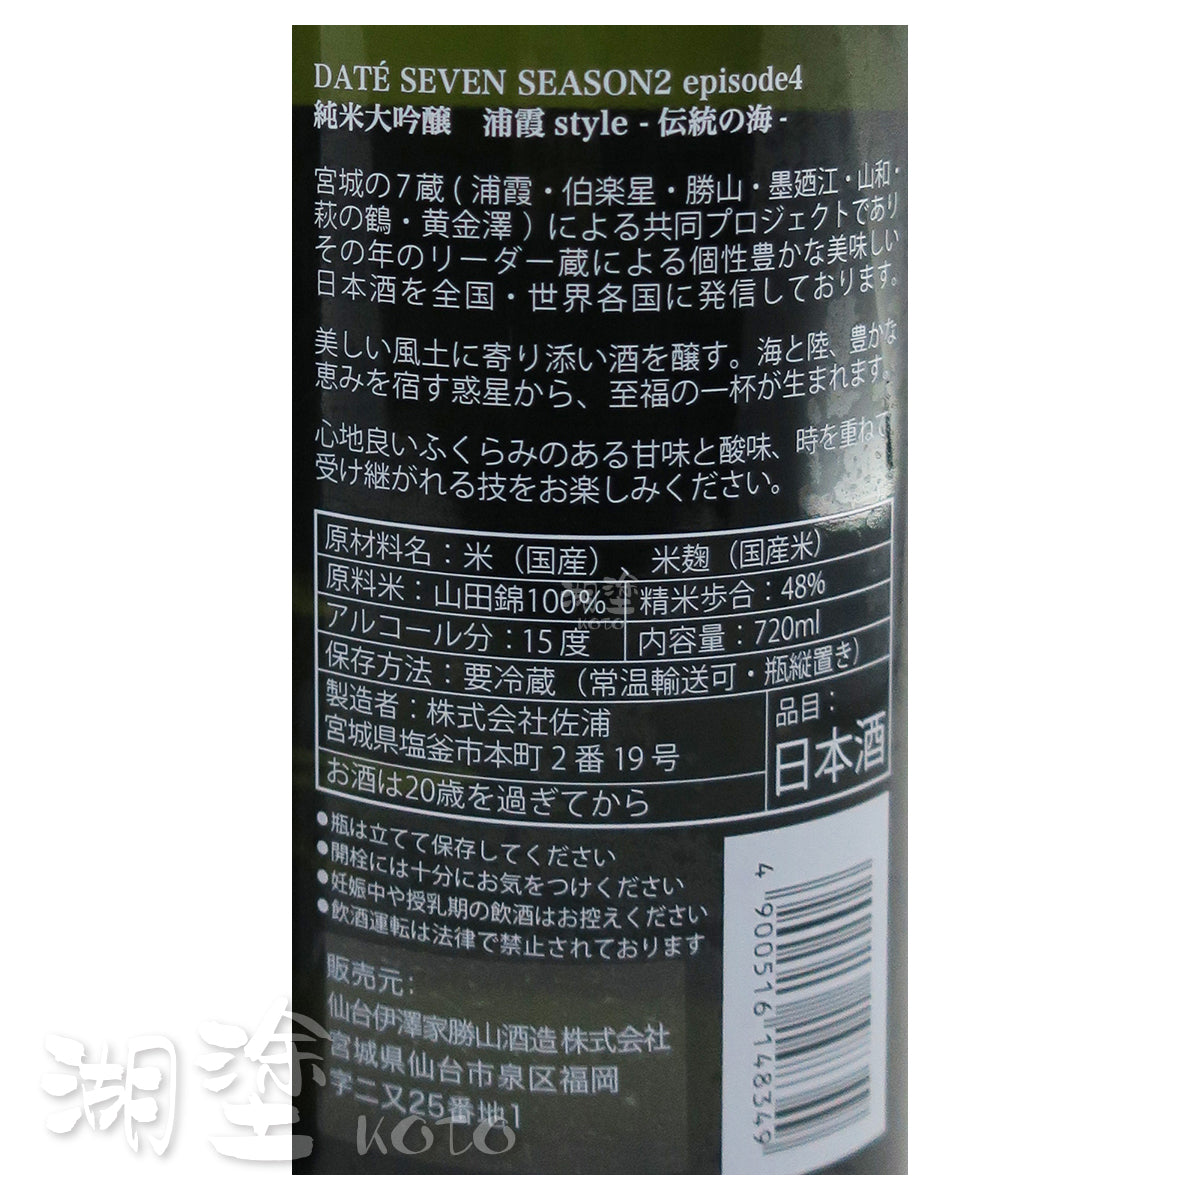 DATÉ SEVEN SEASON2 episode4
純米大吟醸　浦霞 style - 伝統の海 -
宮城の7蔵 ( 浦霞・伯楽星・勝山・墨廼江・山和・
萩の鶴・黄金澤 ) による共同プロジェクトであり
その年のリーダー蔵による個性豊かな美味しい
日本酒を全国・世界各国に発信しております。
美しい風土に寄り添い酒を醸す。海と陸、豊かな
恵みを宿す惑星から、至福の一杯が生まれます。
心地良いふくらみのある甘味と酸味、時を重ねて
受け継がれる技をお楽しみください。
原材料名：米（国産）、米麹（国産米）
原料米：山田錦100% 精米歩合：48%
アルコール分：15度 内容量：720ml
保存方法：要冷蔵（常温輸送可・瓶縦置き）
製造者：株式会社佐浦
宮城県塩釜市本町2番19号
品目：
日本酒
お酒は20歳を過ぎてから
●瓶は立てて保存してください
●開栓には十分にお気をつけください
●妊娠中や授乳期の飲酒はお控えください
●飲酒運転は法律で禁止されております
販売元：
仙台伊澤家勝山酒造株式会社
宮城県仙台市泉区福岡
字二又25番地1
4 900516 148349
湖塗 KOTO
湖塗
KOTO